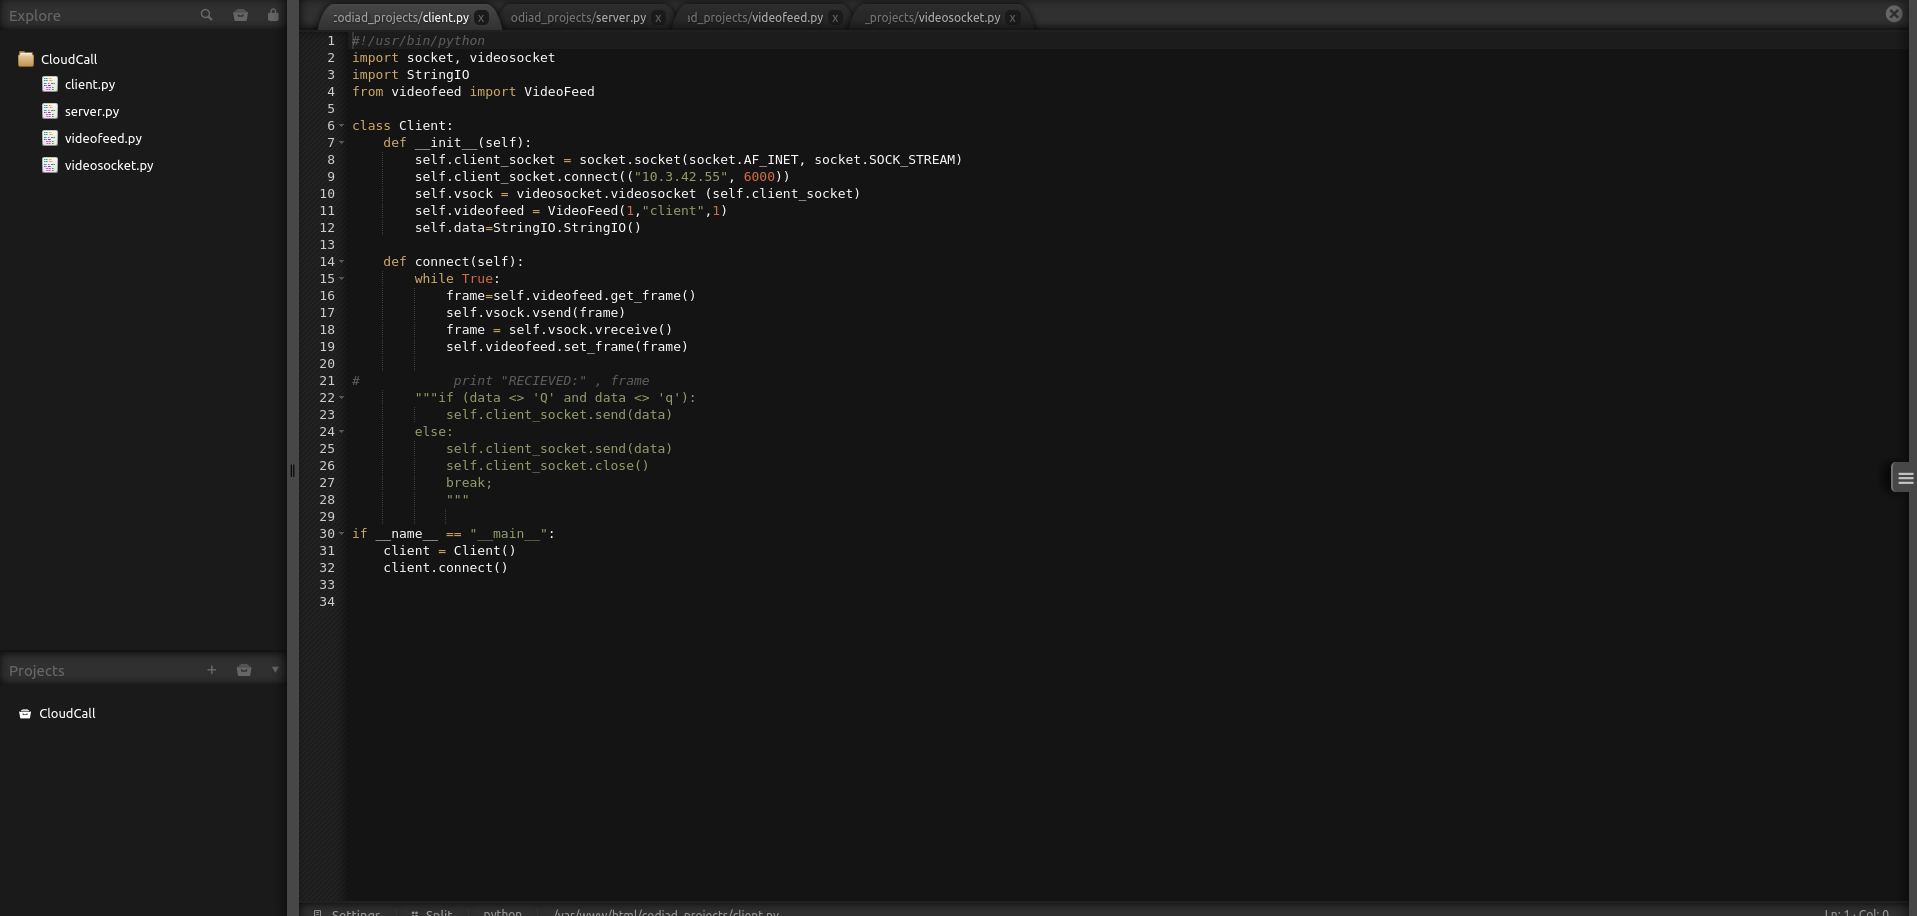 Explore
CloudCall
client.py
server.py
videofeed.py
videosocket.py
Projects
CloudCall
codiad_projects/client.py x
odiad_projects/server.py x
ad_projects/videofeed.py x
_projects/videosocket.py x
1 #!/usr/bin/python
2 import socket, videosocket
3 import StringIO
4 from videofeed import VideoFeed
5
6 class Client:
7     def __init__(self):
8         self.client_socket = socket.socket(socket.AF_INET, socket.SOCK_STREAM)
9         self.client_socket.connect(("10.3.42.55", 6000))
10         self.vsock = videosocket.videosocket (self.client_socket)
11         self.videofeed = VideoFeed(1,"client",1)
12         self.data=StringIO.StringIO()
13
14     def connect(self):
15         while True:
16             frame=self.videofeed.get_frame()
17             self.vsock.vsend(frame)
18             frame = self.vsock.vreceive()
19             self.videofeed.set_frame(frame)
20
21 #            print "RECIEVED:" , frame
22         """if (data <> 'Q' and data <> 'q'):
23             self.client_socket.send(data)
24         else:
25             self.client_socket.send(data)
26             self.client_socket.close()
27             break;
28             """
29
30 if __name__ == "__main__":
31     client = Client()
32     client.connect()
33
34
Settings Split python /var/www/html/codiad_projects/client.py Ln: 1 · Col: 0